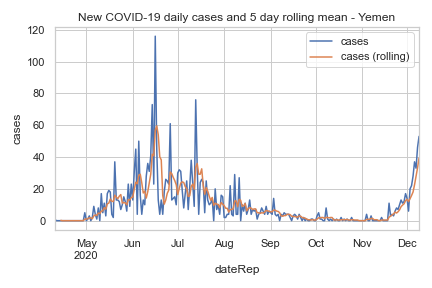 New COVID-19 daily cases and 5 day rolling mean - Yemen
120
100
80
60
40
20
0
cases
cases
cases (rolling)
May
2020
Jun
Jul
Aug
Sep
Oct
Nov
Dec
dateRep